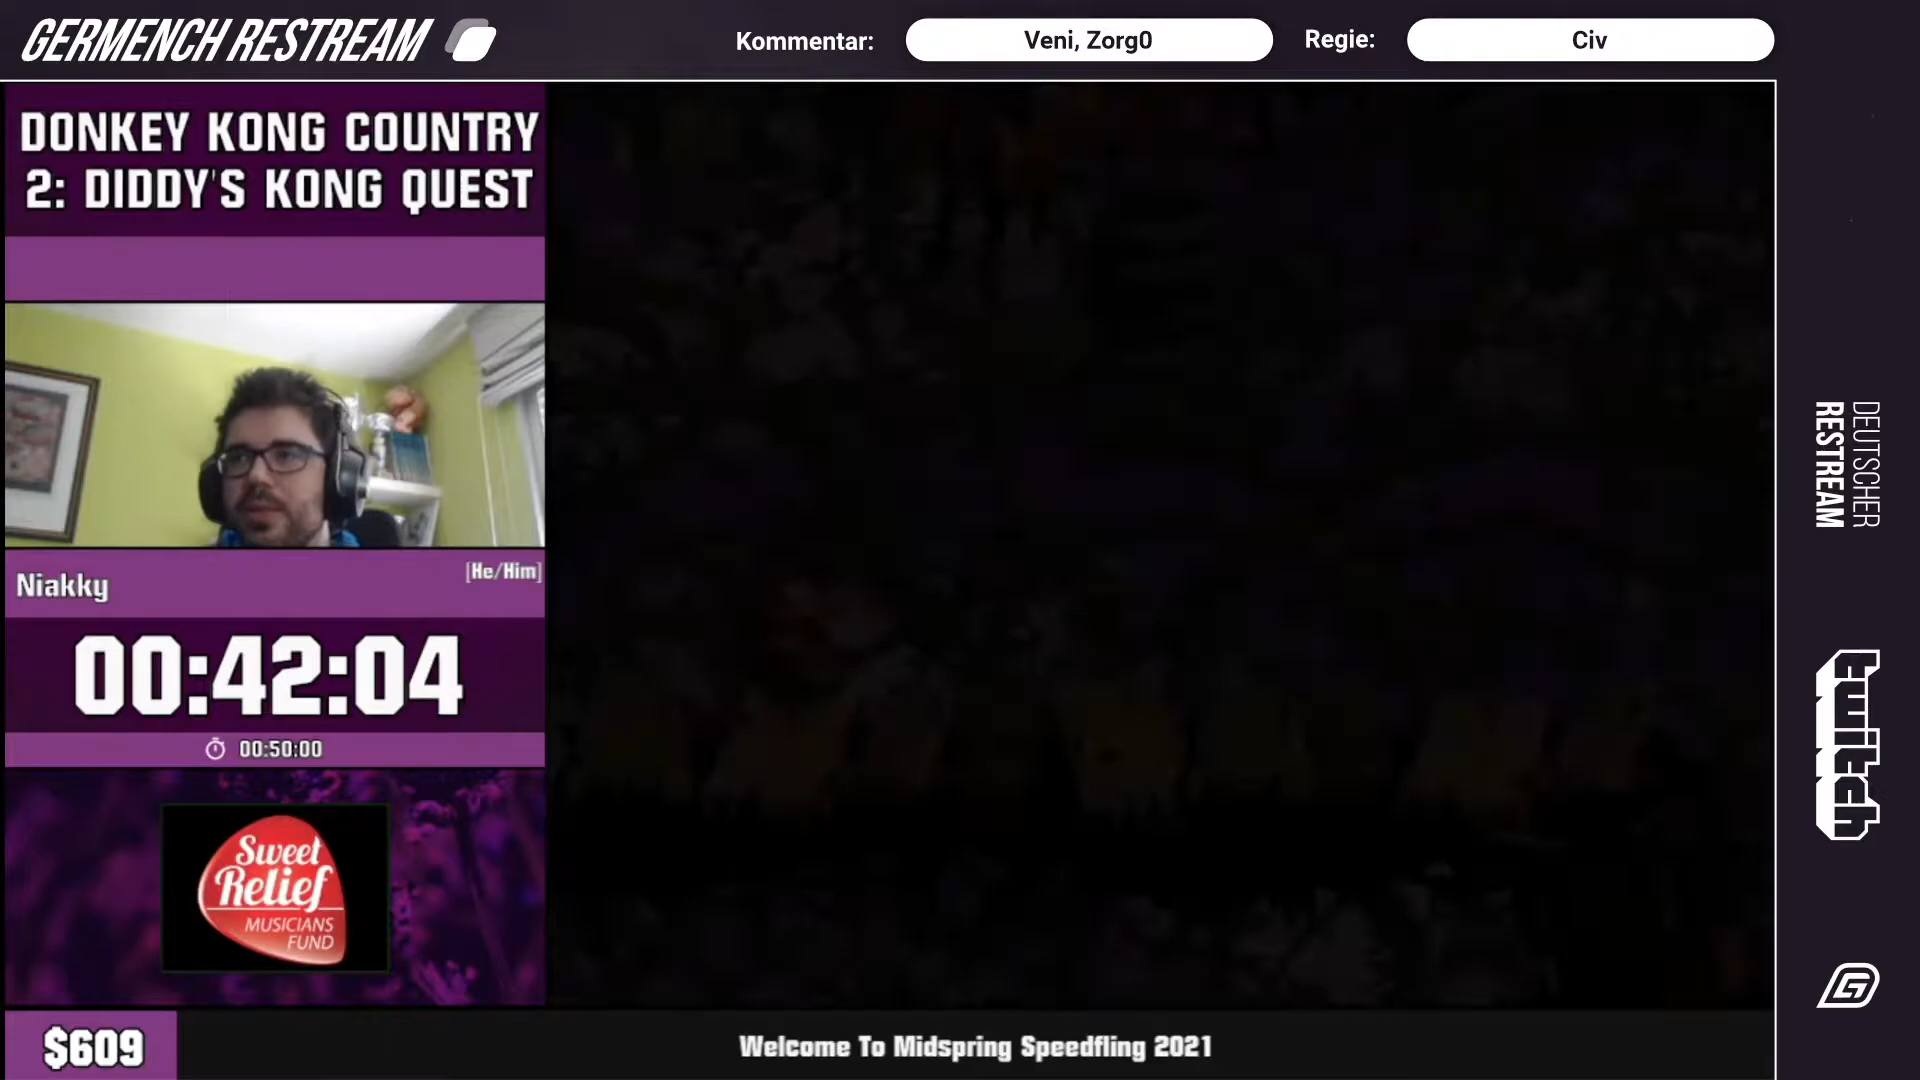 GERMENCH RESTREAM
Kommentar:
Veni, Zorg0
Regie:
Civ
DONKEY KONG COUNTRY
2: DIDDY'S KONG QUEST
Niakky
[He/Him]
00:42:04
00:50:00
Sweet
Relief
MUSICIANS
FUND
$609
Welcome To Midspring Speedfling 2021
DEUTSCHER
RESTREAM
twitch
G